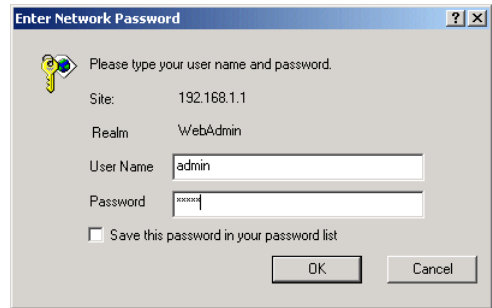 Enter Network Password
Please type your user name and password.
Site: 192.168.1.1
Realm WebAdmin
User Name admin
Password xxxxx
Save this password in your password list
OK Cancel